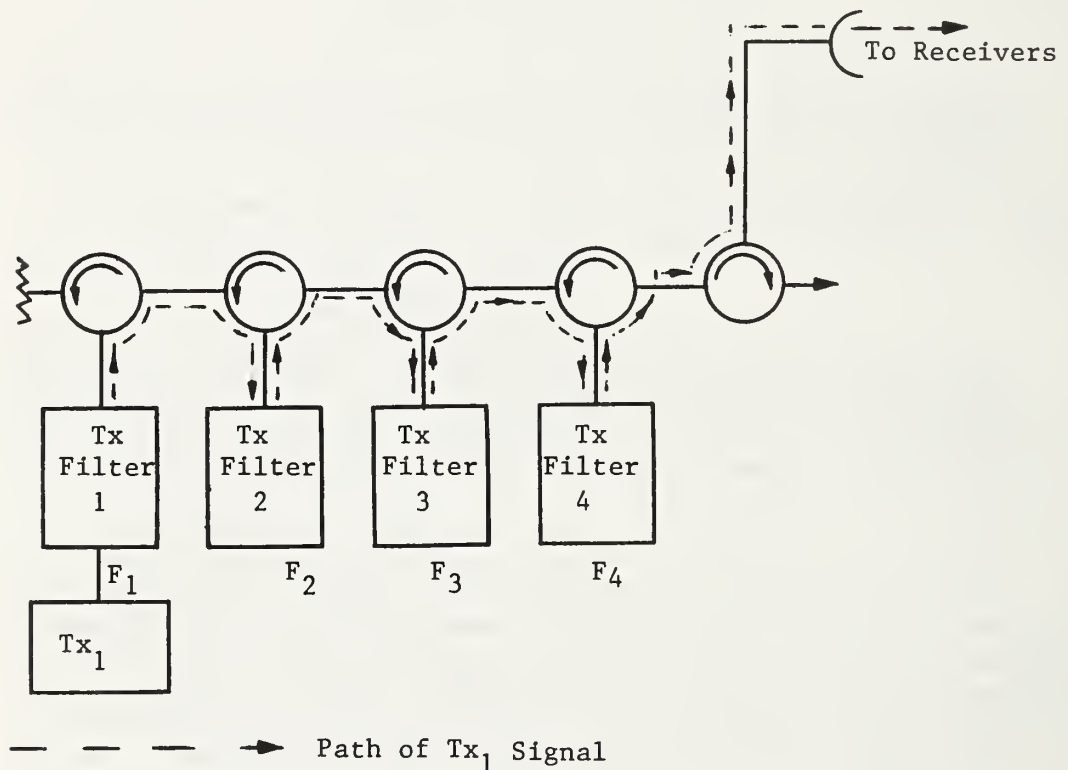 To Receivers
Tx
Filter
1
Tx
Filter
2
Tx
Filter
3
Tx
Filter
4
F1
F2
F3
F4
Tx1
Path of Tx1 Signal